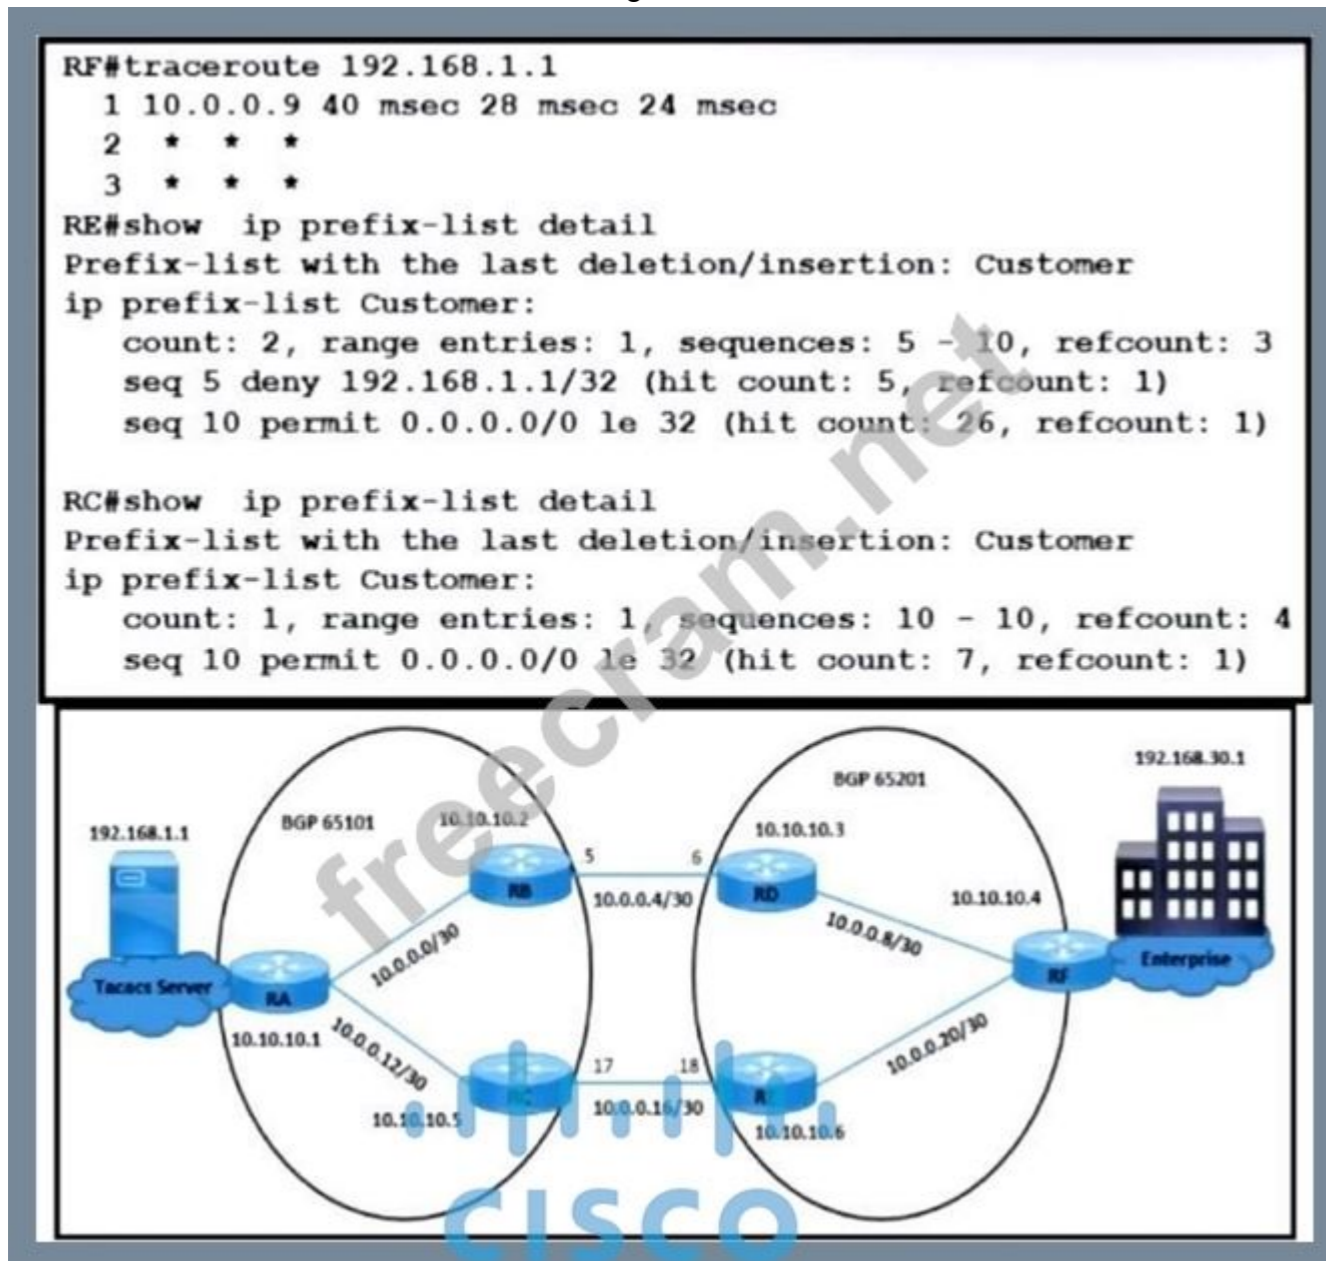 RF#traceroute 192.168.1.1
1 10.0.0.9 40 msec 28 msec 24 msec
2 * * *
3 * * *
RE#show ip prefix-list detail
Prefix-list with the last deletion/insertion: Customer
ip prefix-list Customer:
count: 2, range entries: 1, sequences: 5 - 10, refcount: 3
seq 5 deny 192.168.1.1/32 (hit count: 5, refcount: 1)
seq 10 permit 0.0.0.0/0 le 32 (hit count: 26, refcount: 1)
RC#show ip prefix-list detail
Prefix-list with the last deletion/insertion: Customer
ip prefix-list Customer:
count: 1, range entries: 1, sequences: 10 - 10, refcount: 4
seq 10 permit 0.0.0.0/0 le 32 (hit count: 7, refcount: 1)
freecram.net
192.168.30.1
BGP 65201
BGP 65101
10.10.10.2
192.168.1.1
10.10.10.3
5
6
RB
10.0.0.4/30
RD
10.10.10.4
10.0.0.0/30
10.0.0.8/30
Tacacs Server
RA
RF
Enterprise
10.10.10.1
10.0.0.12/30
10.0.0.20/30
17
18
10.0.0.16/30
10.10.10.5
10.10.10.6
CISCO